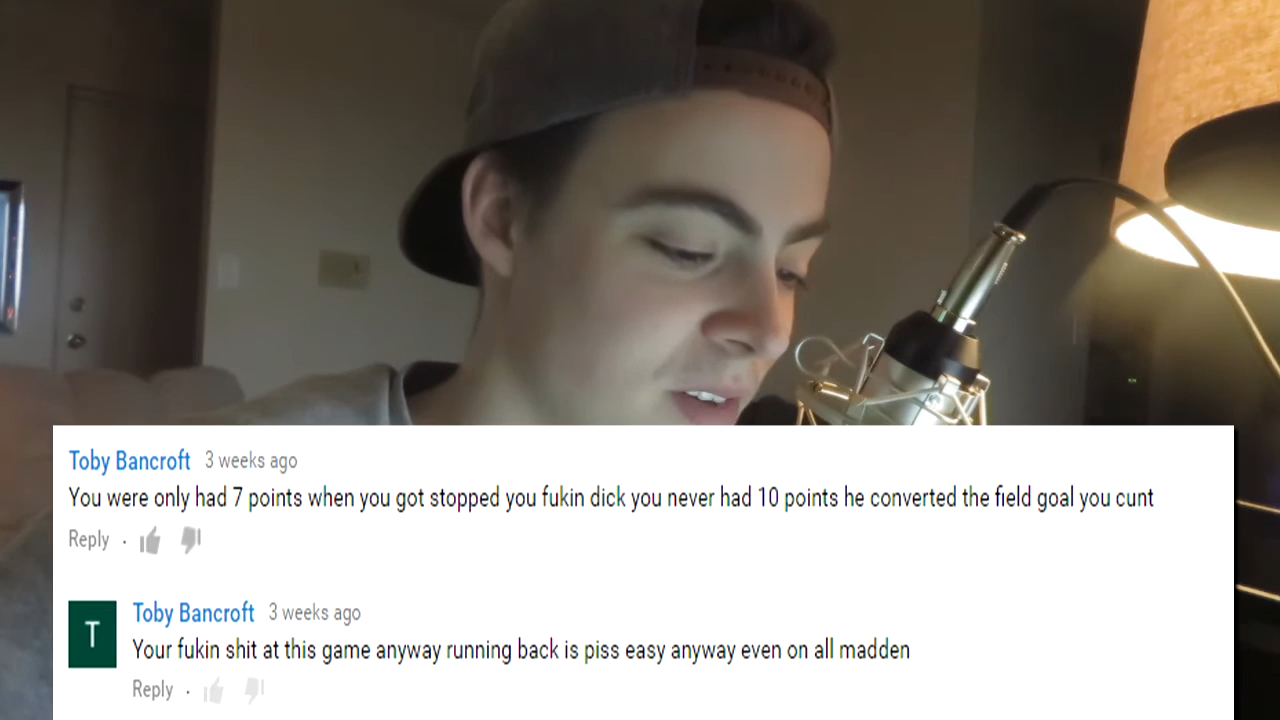 Toby Bancroft 3 weeks ago
You were only had 7 points when you got stopped you fukin dick you never had 10 points he converted the field goal you cunt
Reply ·
T
Toby Bancroft 3 weeks ago
Your fukin shit at this game anyway running back is piss easy anyway even on all madden
Reply ·